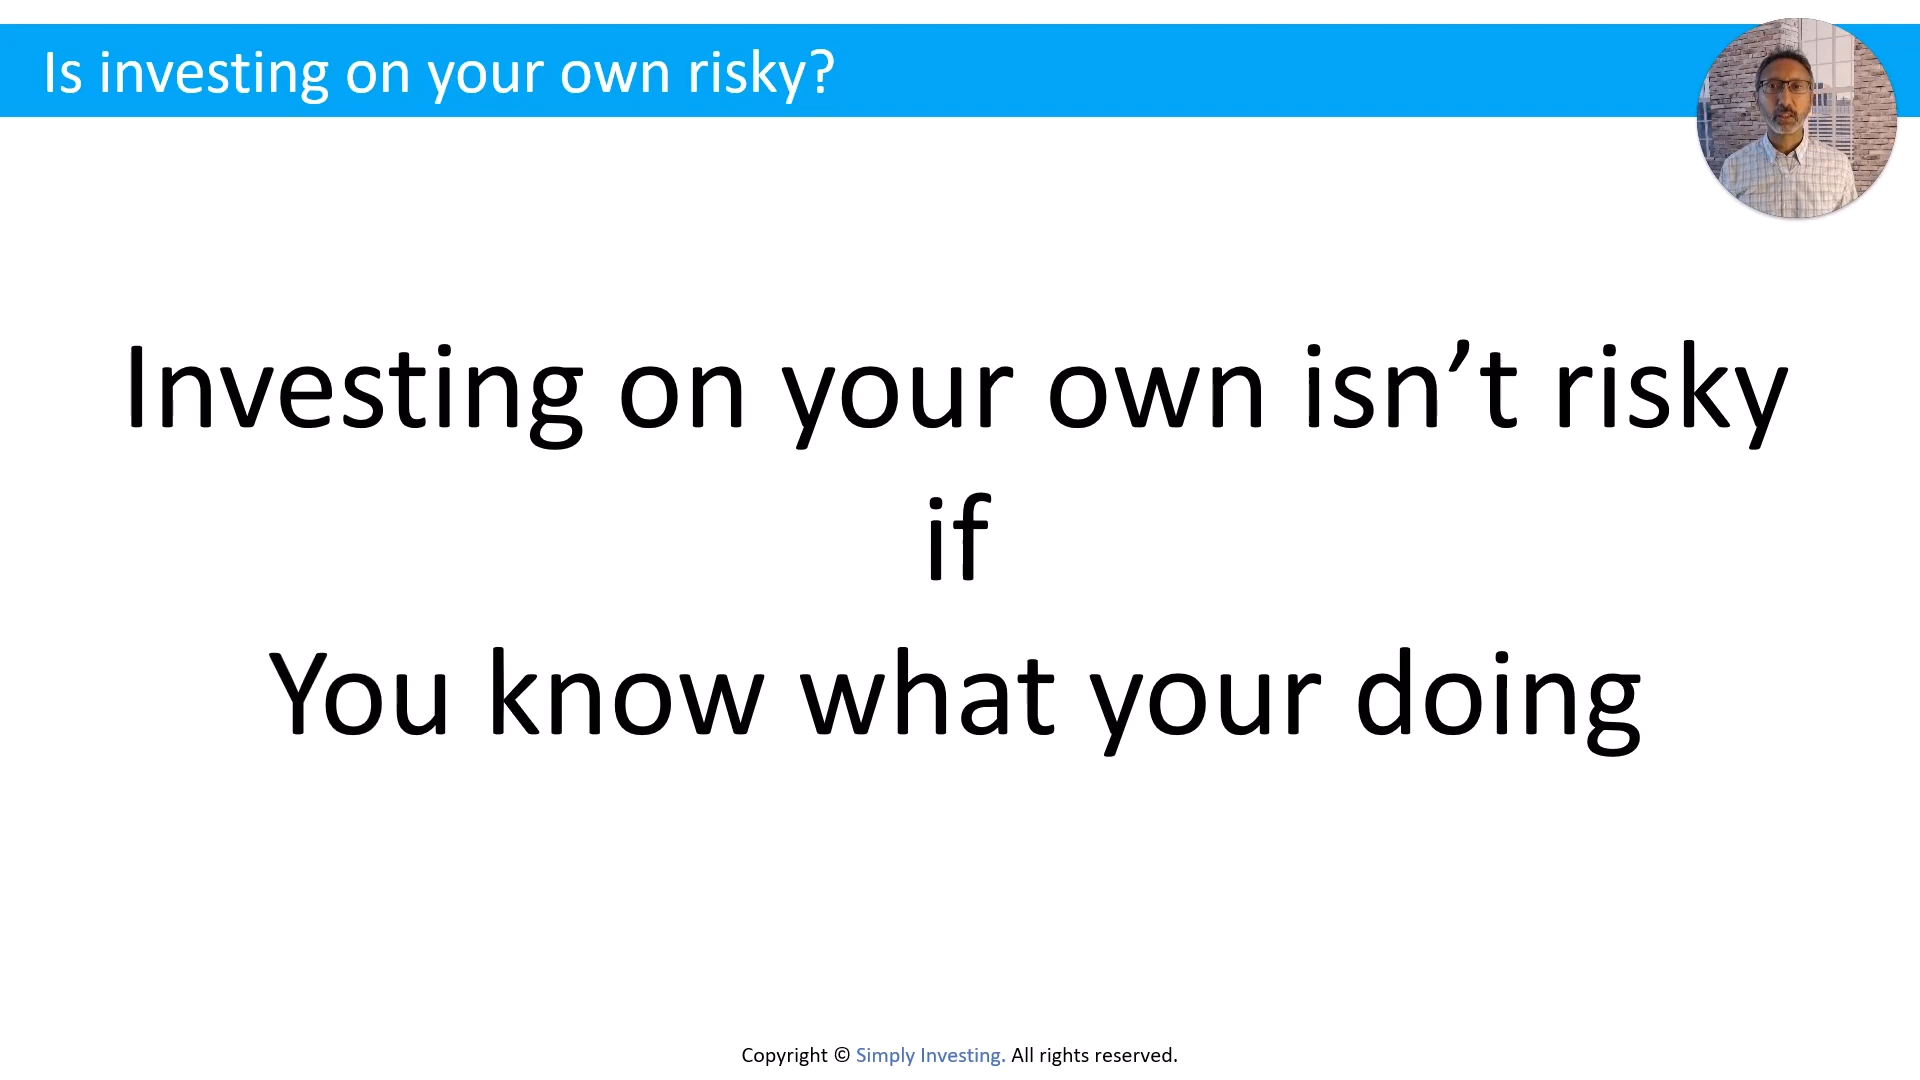 Is investing on your own risky?
Investing on your own isn’t risky
if
You know what your doing
Copyright © Simply Investing. All rights reserved.